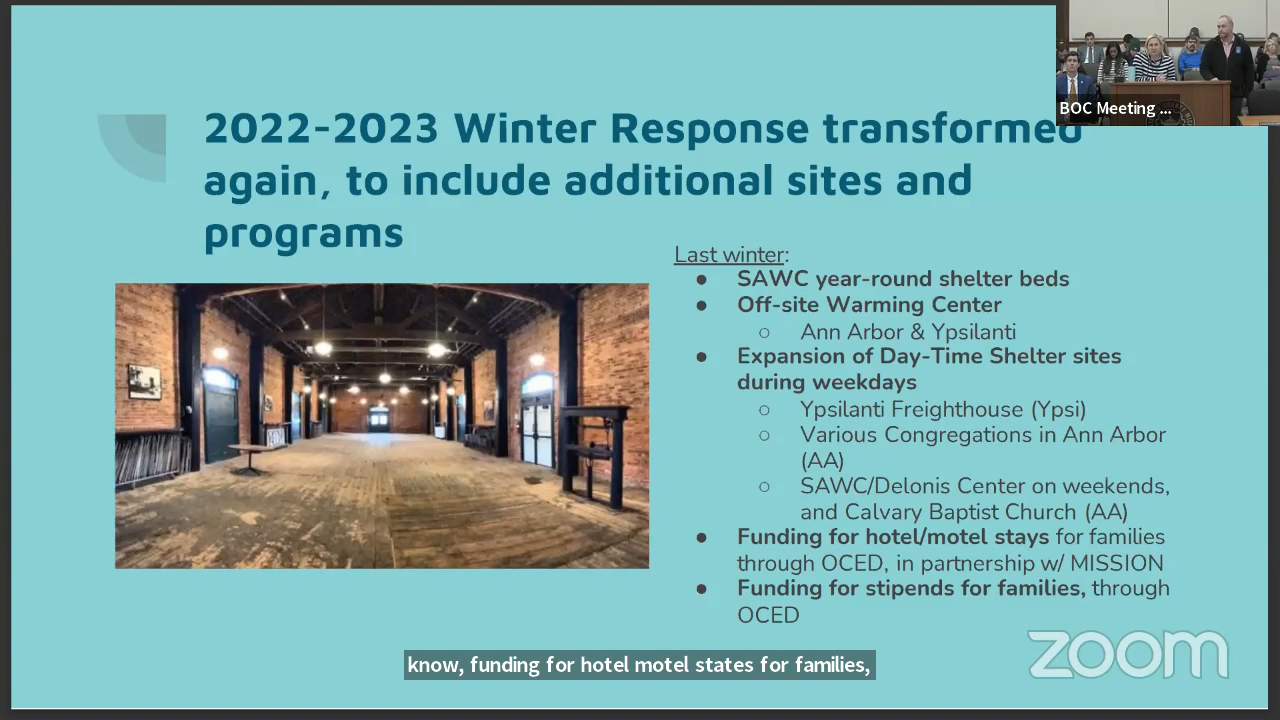 BOC Meeting ...
2022-2023 Winter Response transformed
again, to include additional sites and
programs
Last winter:
● SAWC year-round shelter beds
● Off-site Warming Center
○ Ann Arbor & Ypsilanti
● Expansion of Day-Time Shelter sites
during weekdays
○ Ypsilanti Freighthouse (Ypsi)
○ Various Congregations in Ann Arbor
(AA)
○ SAWC/Delonis Center on weekends,
and Calvary Baptist Church (AA)
● Funding for hotel/motel stays for families
through OCED, in partnership w/ MISSION
● Funding for stipends for families, through
OCED
know, funding for hotel motel states for families,
zoom